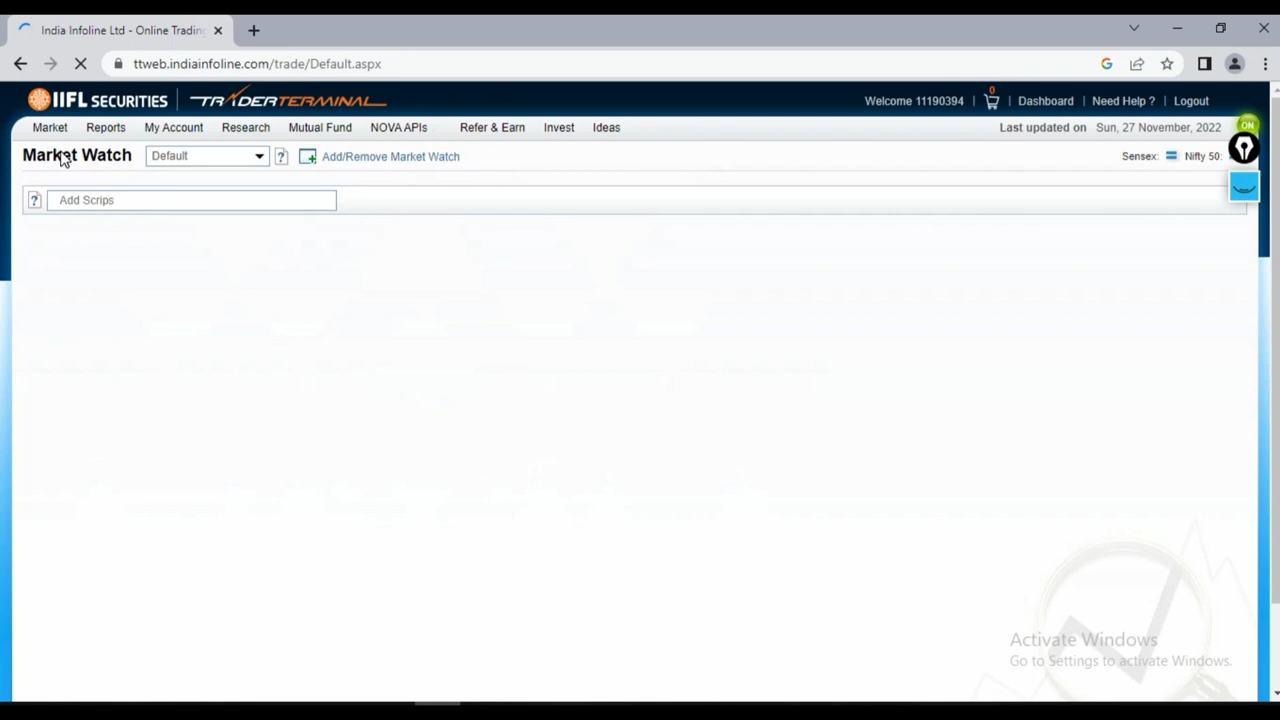 India Infoline Ltd - Online Trading
ttweb.indiainfoline.com/trade/Default.aspx
IIFL SECURITIES TRADER TERMINAL
Welcome 11190394 | 0 | Dashboard | Need Help ? | Logout
Market Reports My Account Research Mutual Fund NOVA APIs Refer & Earn Invest Ideas
Last updated on Sun, 27 November, 2022
ON
Market Watch Default ? Add/Remove Market Watch
Sensex: Nifty 50:
? Add Scrips
Activate Windows
Go to Settings to activate Windows.